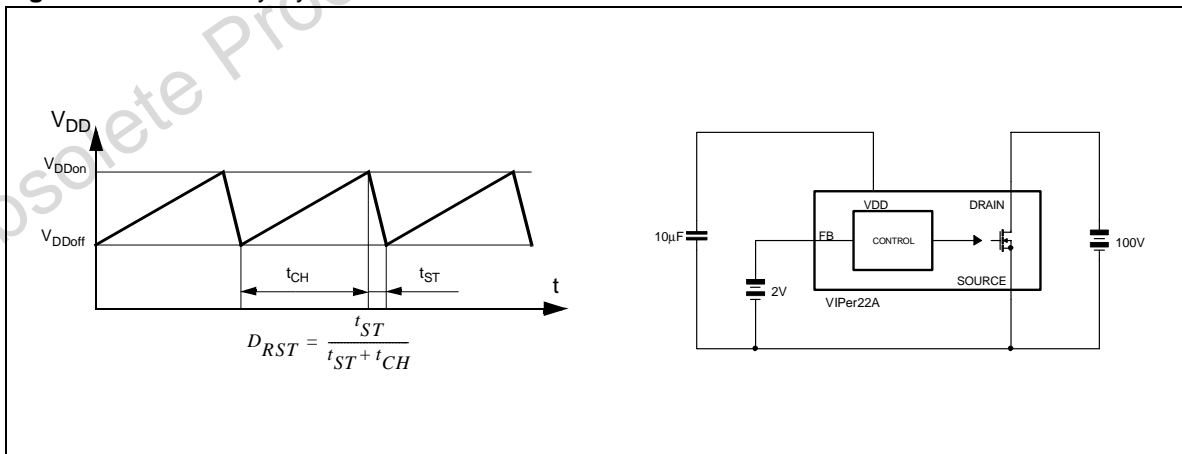 V_DD
V_DDon
V_DDoff
t_CH
t_ST
t
D_RST = t_ST / (t_ST + t_CH)
10μF
2V
FB
VDD
CONTROL
DRAIN
SOURCE
VIPer22A
100V